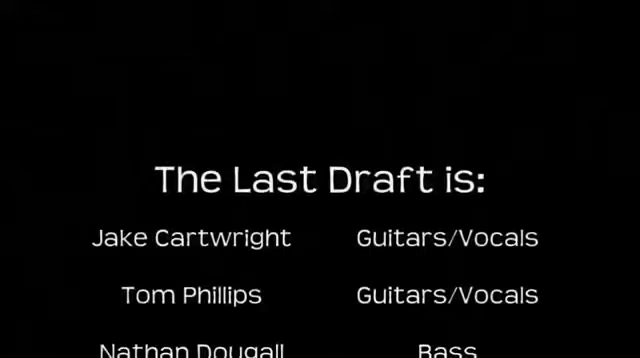 The Last Draft is:
Jake Cartwright Guitars/Vocals
Tom Phillips Guitars/Vocals
Nathan Dougall Bass